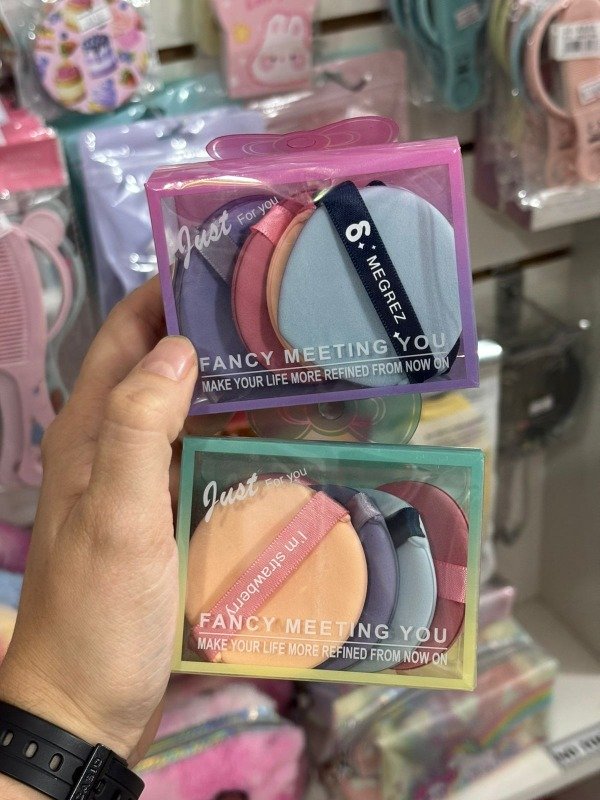 Just For you
8 MEGREZ
FANCY MEETING YOU
MAKE YOUR LIFE MORE REFINED FROM NOW ON
Just For you
I'm strawberry
FANCY MEETING YOU
MAKE YOUR LIFE MORE REFINED FROM NOW ON